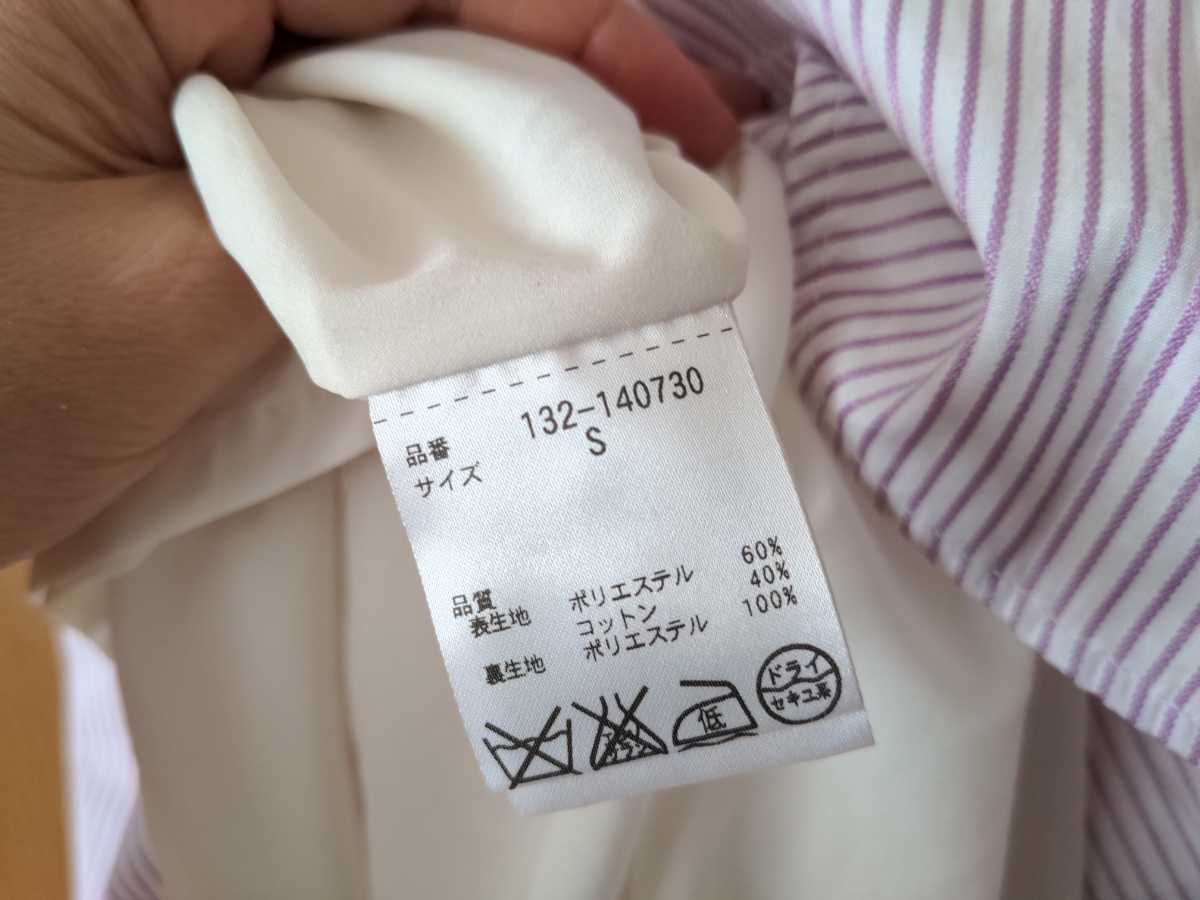 品番 132-140730
サイズ S
品質
表生地 ポリエステル 60%
コットン 40%
裏生地 ポリエステル 100%
低
ドライ
セキユ系